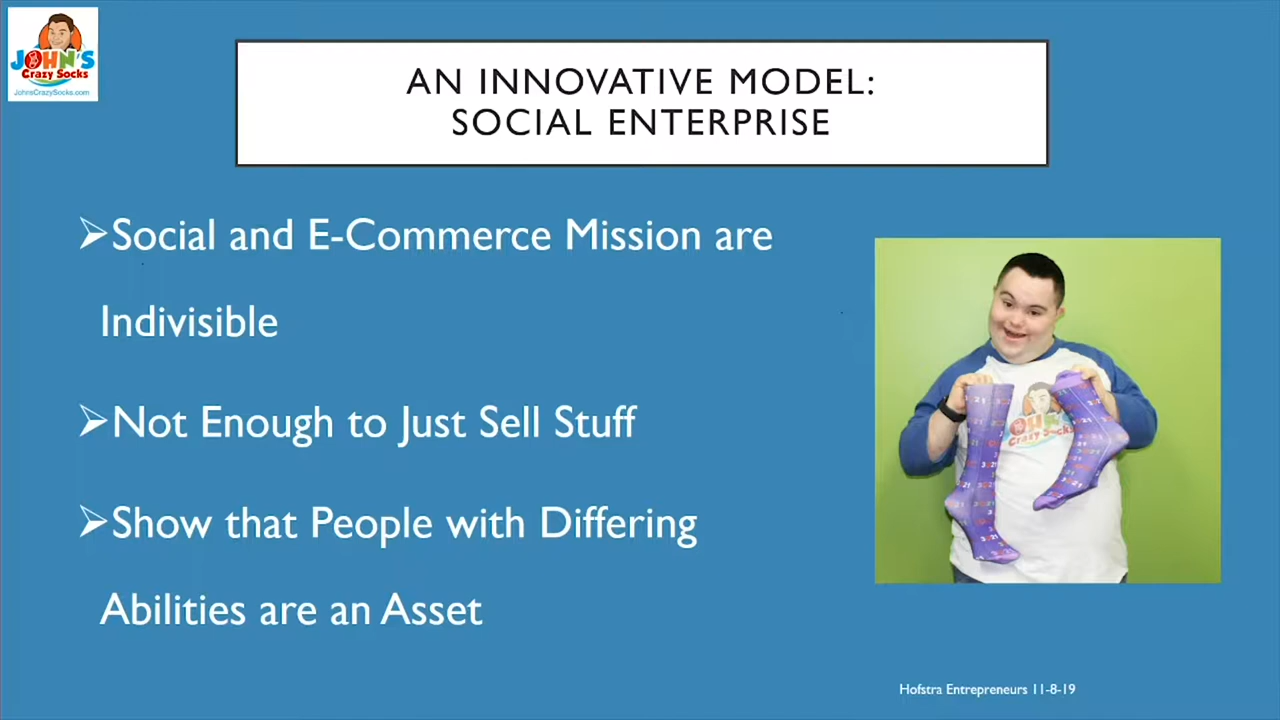 JOHN'S
Crazy Socks
JohnsCrazySocks.com
AN INNOVATIVE MODEL:
SOCIAL ENTERPRISE
➢Social and E-Commerce Mission are
Indivisible
➢Not Enough to Just Sell Stuff
➢Show that People with Differing
Abilities are an Asset
Hofstra Entrepreneurs 11-8-19